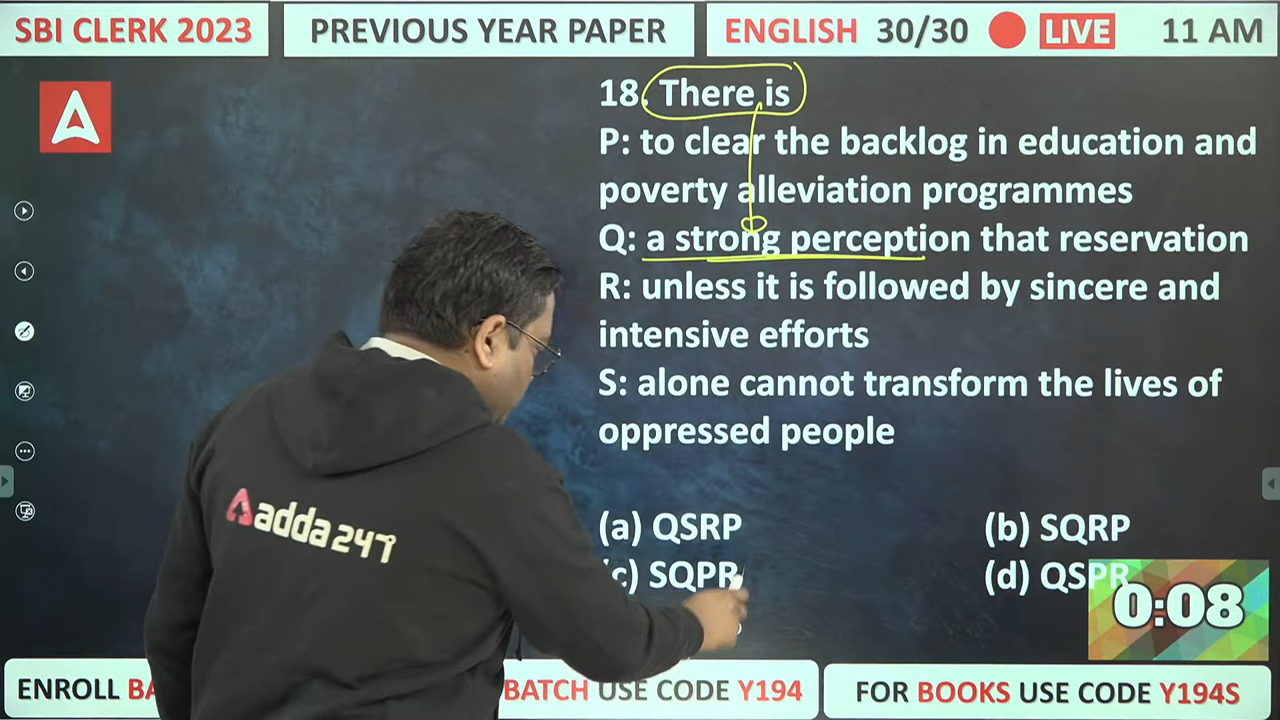 SBI CLERK 2023
PREVIOUS YEAR PAPER
ENGLISH 30/30 LIVE 11 AM
18. There is
P: to clear the backlog in education and
poverty alleviation programmes
Q: a strong perception that reservation
R: unless it is followed by sincere and
intensive efforts
S: alone cannot transform the lives of
oppressed people
(a) QSRP
(b) SQRP
(c) SQPR
(d) QSPR
0:08
adda247
ENROLL
BATCH USE CODE Y194
FOR BOOKS USE CODE Y194S